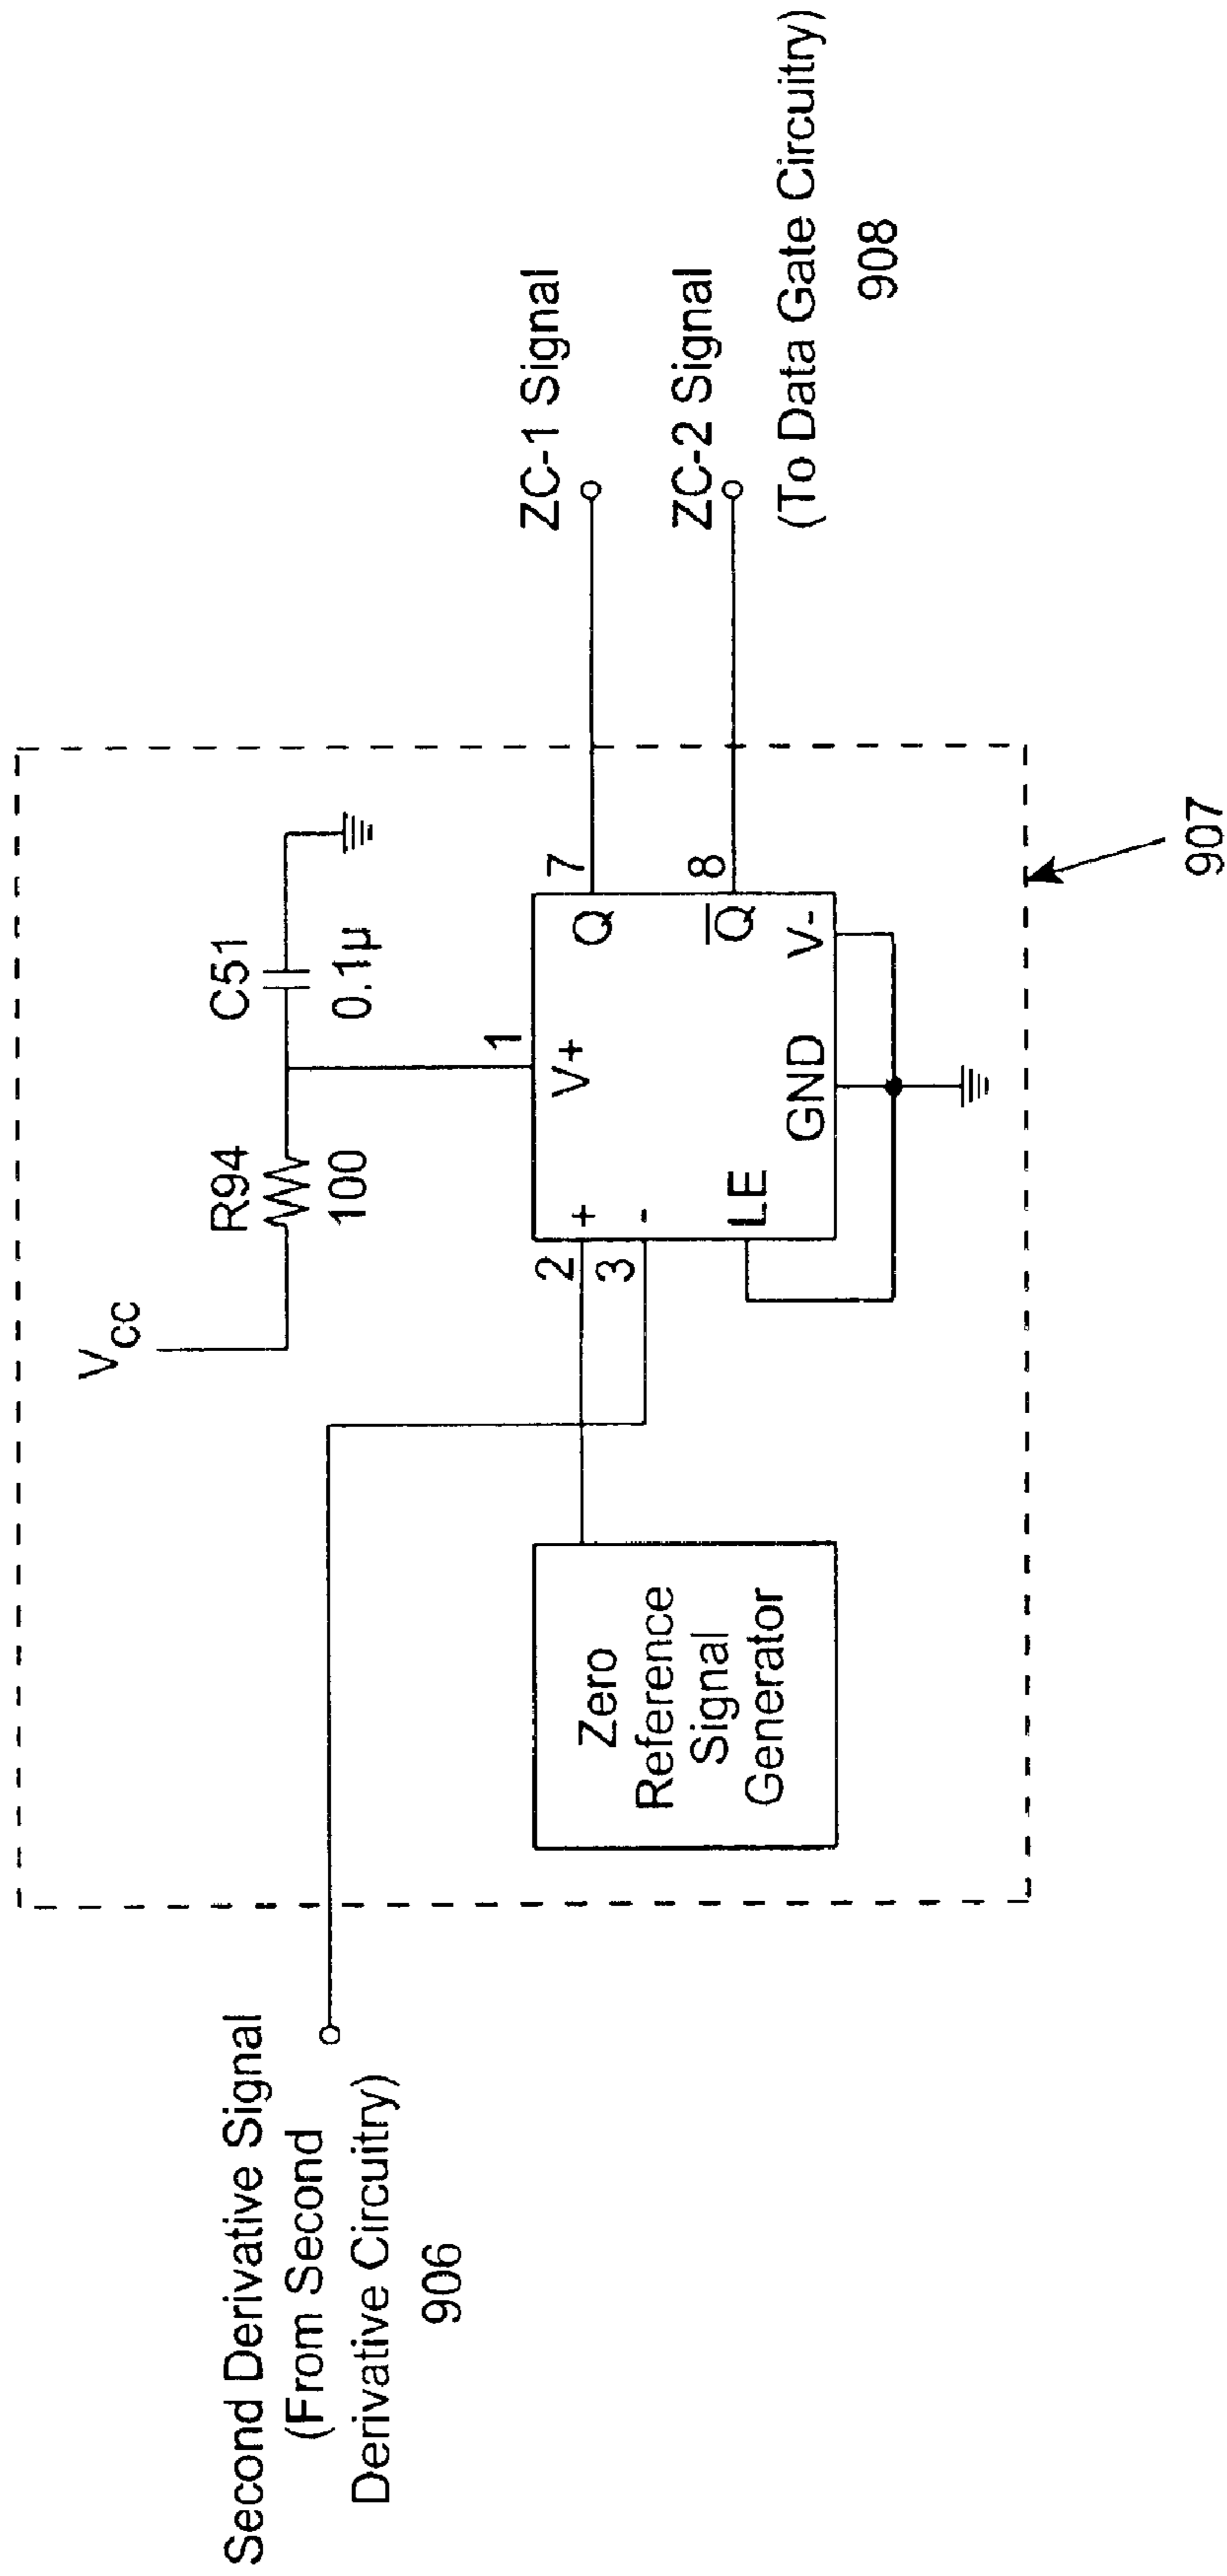 Second Derivative Signal
(From Second
Derivative Circuitry)
906
V_CC
R94
100
C51
0.1µ
1
V+
2
+
3
-
LE
GND
V-
Q
7
Q̅
8
Zero
Reference
Signal
Generator
ZC-1 Signal
ZC-2 Signal
(To Data Gate Circuitry)
908
907